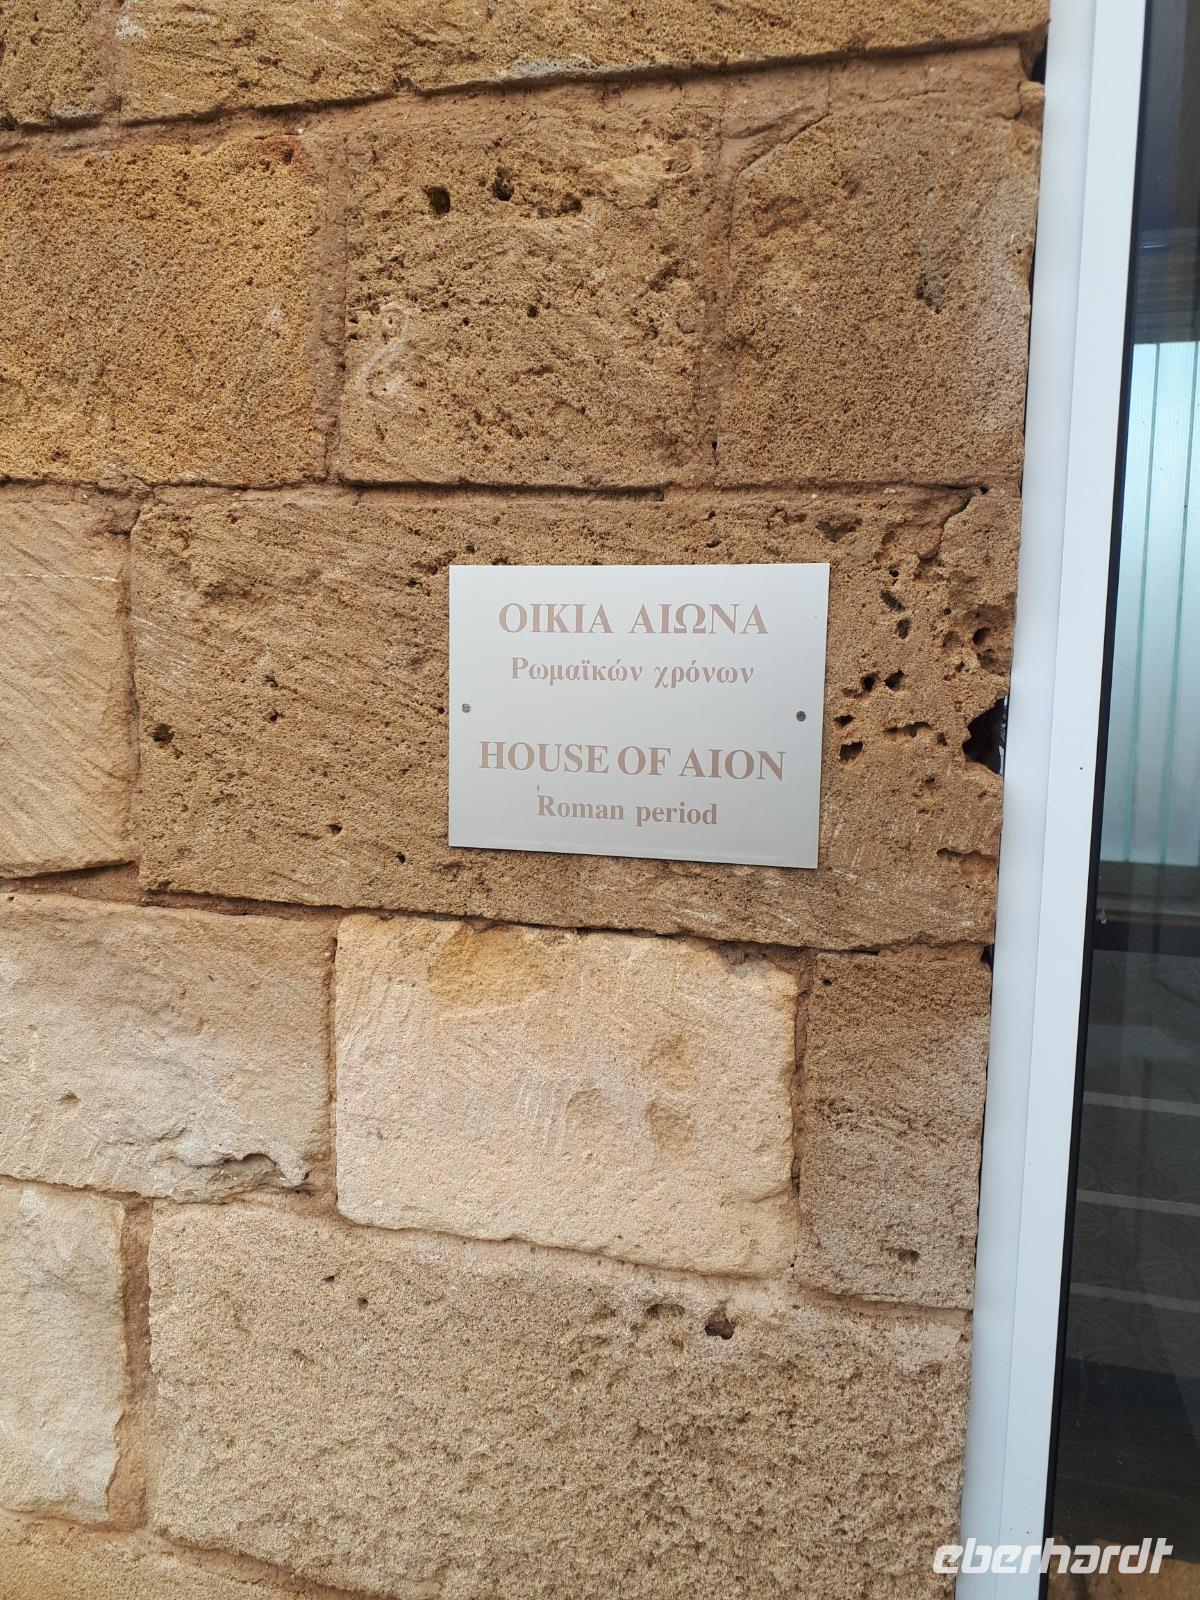 ΟΙΚΙΑ ΑΙΩΝΑ
Ρωμαϊκών χρόνων
HOUSE OF AION
Roman period
eberhardt